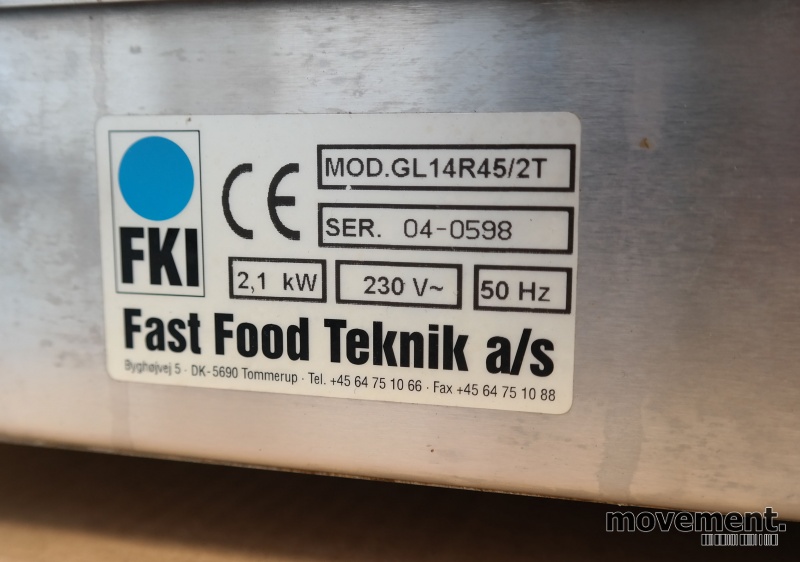 FKI
CE
MOD.GL14R45/2T
SER. 04-0598
2,1 kW
230 V~
50 Hz
Fast Food Teknik a/s
Byghøjvej 5 · DK-5690 Tommerup · Tel. +45 64 75 10 66 · Fax +45 64 75 10 88
movement.